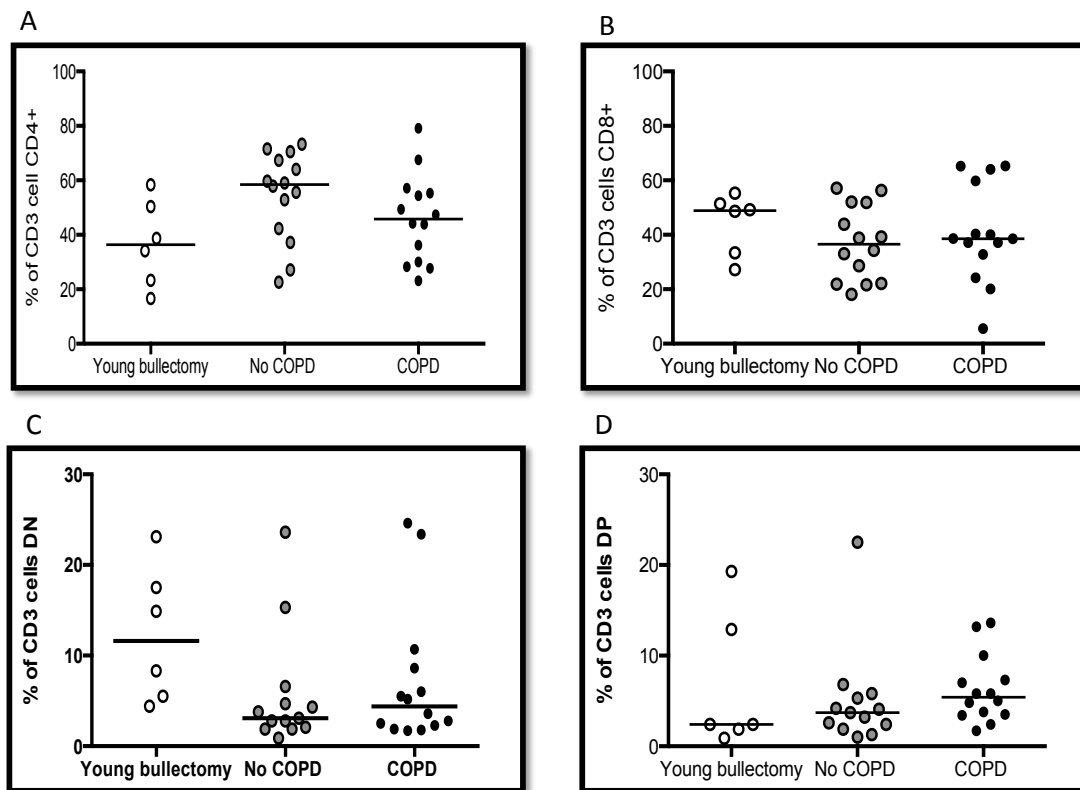 A
% of CD3 cell CD4+
100
80
60
40
20
0
Young bullectomy No COPD COPD
B
% of CD3 cells CD8+
100
80
60
40
20
0
Young bullectomy No COPD COPD
C
% of CD3 cells DN
30
20
10
0
Young bullectomy No COPD COPD
D
% of CD3 cells DP
30
20
10
0
Young bullectomy No COPD COPD